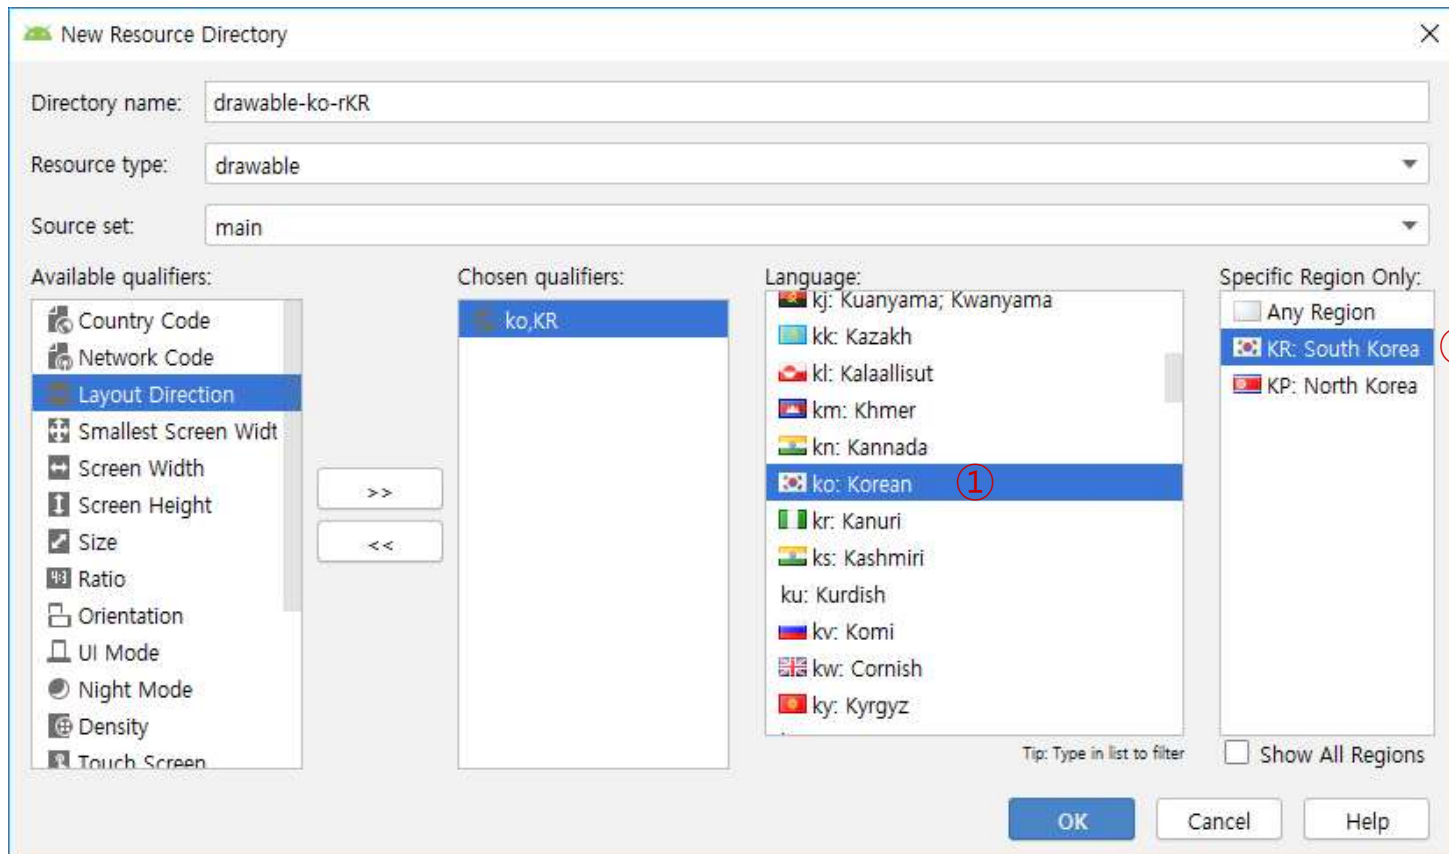 New Resource Directory
Directory name: drawable-ko-rKR
Resource type: drawable
Source set: main
Available qualifiers:
Country Code
Network Code
Layout Direction
Smallest Screen Widt
Screen Width
Screen Height
Size
Ratio
Orientation
UI Mode
Night Mode
Density
Touch Screen
>>
<<
Chosen qualifiers:
ko,KR
Language:
kj: Kuanyama; Kwanyama
kk: Kazakh
kl: Kalaallisut
km: Khmer
kn: Kannada
ko: Korean ①
kr: Kanuri
ks: Kashmiri
ku: Kurdish
kv: Komi
kw: Cornish
ky: Kyrgyz
Tip: Type in list to filter
Specific Region Only:
Any Region
KR: South Korea
KP: North Korea
Show All Regions
OK Cancel Help